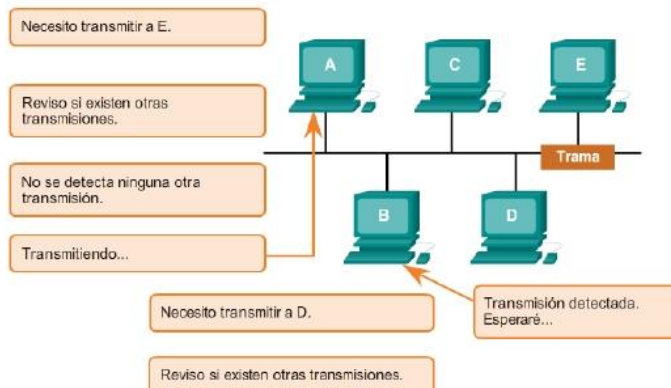 Necesito transmitir a E.
Reviso si existen otras
transmisiones.
No se detecta ninguna otra
transmisión.
Transmitiendo...
A
C
E
Trama
B
D
Necesito transmitir a D.
Reviso si existen otras transmisiones.
Transmisión detectada.
Esperaré...